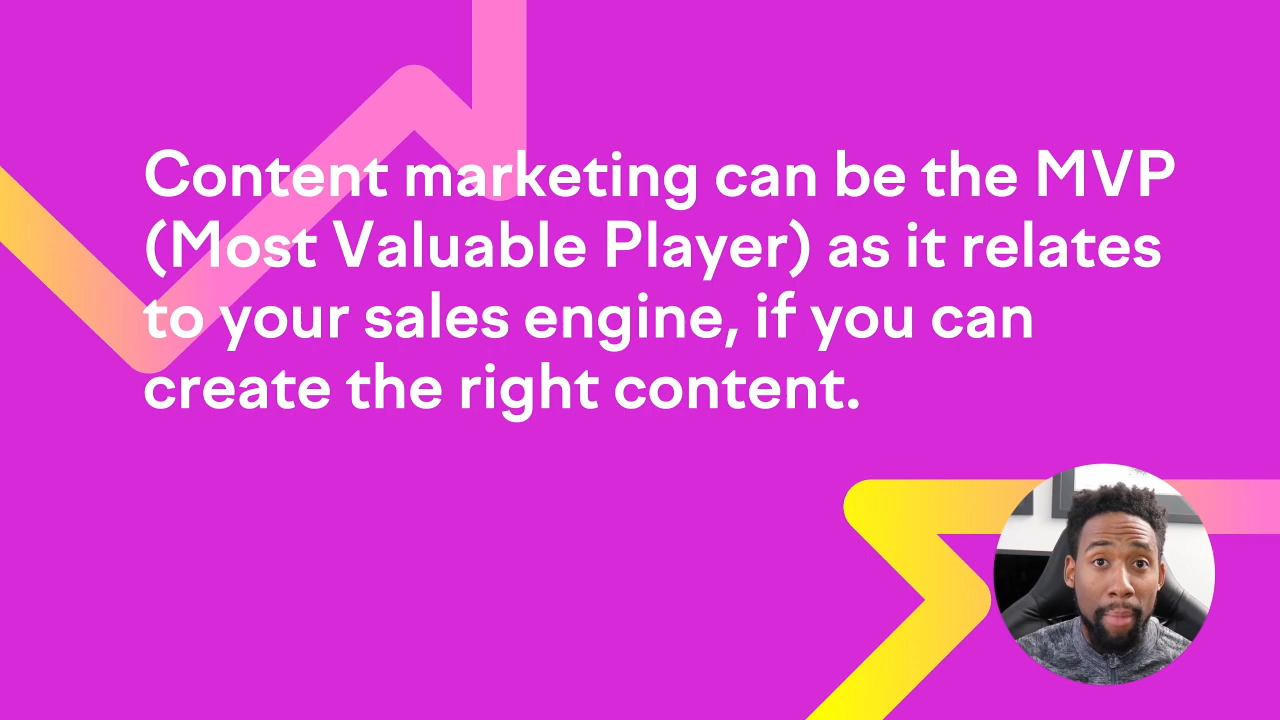 Content marketing can be the MVP
(Most Valuable Player) as it relates
to your sales engine, if you can
create the right content.